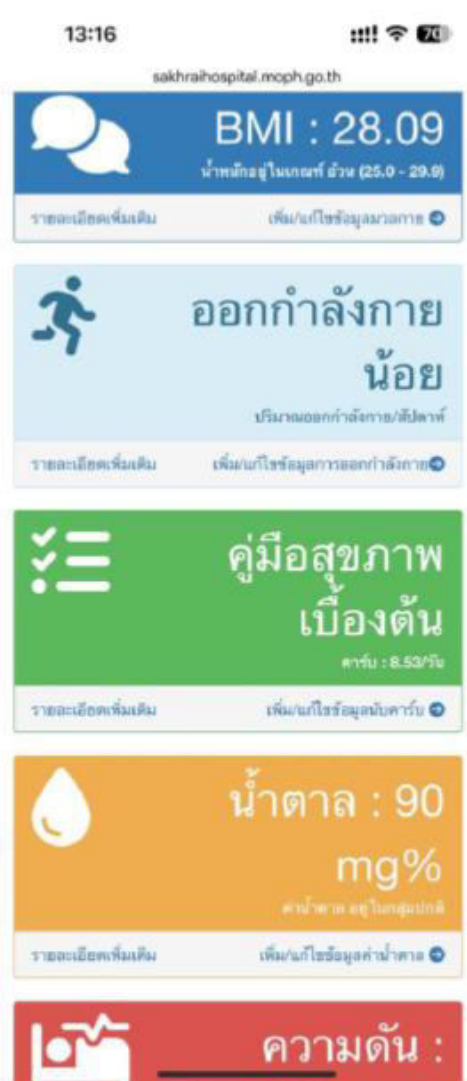 13:16
70
sakhraihospital.moph.go.th
BMI : 28.09
น้ำหนักอยู่ในเกณฑ์ อ้วน (25.0 - 29.9)
รายละเอียดเพิ่มเติม เพิ่ม/แก้ไขข้อมูลมวลกาย
ออกกำลังกาย
น้อย
ปริมาณออกกำลังกาย/สัปดาห์
รายละเอียดเพิ่มเติม เพิ่ม/แก้ไขข้อมูลการออกกำลังกาย
คู่มือสุขภาพ
เบื้องต้น
คาร์บ : 8.53/วัน
รายละเอียดเพิ่มเติม เพิ่ม/แก้ไขข้อมูลนับคาร์บ
น้ำตาล : 90
mg%
ค่าน้ำตาล อยู่ในกลุ่มปกติ
รายละเอียดเพิ่มเติม เพิ่ม/แก้ไขข้อมูลค่าน้ำตาล
ความดัน :